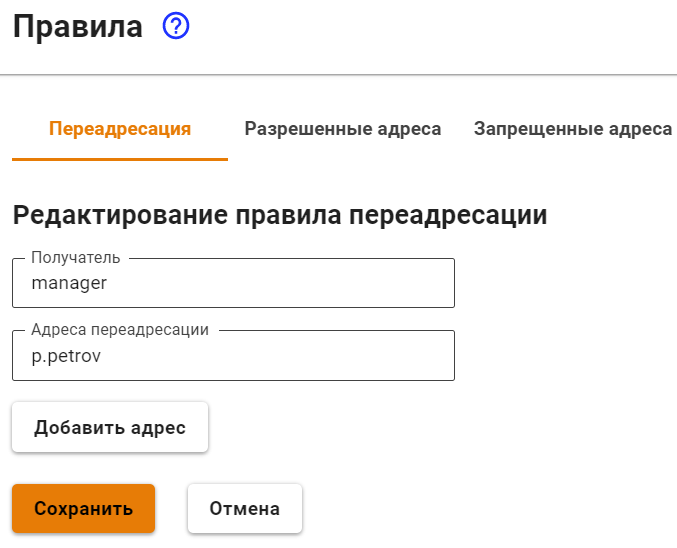 Правила
Переадресация Разрешенные адреса Запрещенные адреса
Редактирование правила переадресации
Получатель
manager
Адреса переадресации
p.petrov
Добавить адрес
Сохранить Отмена